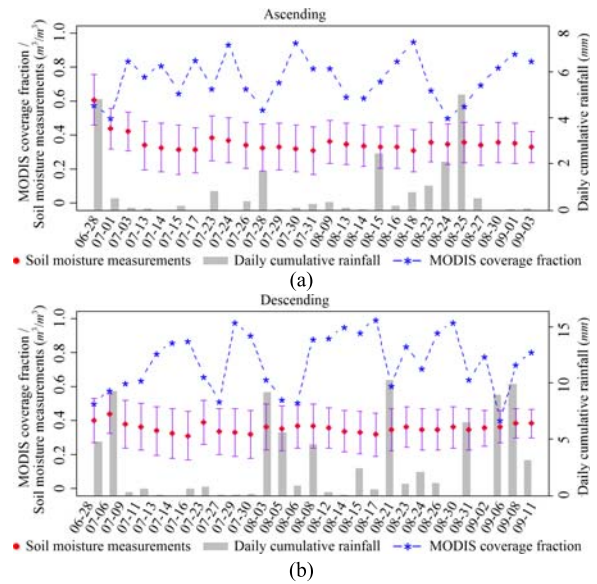 (a)
Ascending
MODIS coverage fraction /
Soil moisture measurements (m³/m³)
1.0
0.8
0.6
0.4
0.2
0
8
6
4
2
0
Daily cumulative rainfall (mm)
06-28 07-01 07-03 07-13 07-14 07-15 07-17 07-23 07-24 07-26 07-28 07-29 07-30 07-31 08-09 08-13 08-14 08-15 08-16 08-18 08-23 08-24 08-25 08-27 08-30 09-01 09-03
Soil moisture measurements Daily cumulative rainfall MODIS coverage fraction
(a)
Descending
MODIS coverage fraction /
Soil moisture measurements (m³/m³)
1.0
0.8
0.6
0.4
0.2
0
15
10
5
0
Daily cumulative rainfall (mm)
06-28 07-06 07-09 07-11 07-13 07-14 07-16 07-23 07-27 07-29 07-30 08-03 08-05 08-06 08-08 08-12 08-14 08-15 08-17 08-21 08-23 08-24 08-26 08-30 08-31 09-02 09-06 09-08 09-11
Soil moisture measurements Daily cumulative rainfall MODIS coverage fraction
(b)